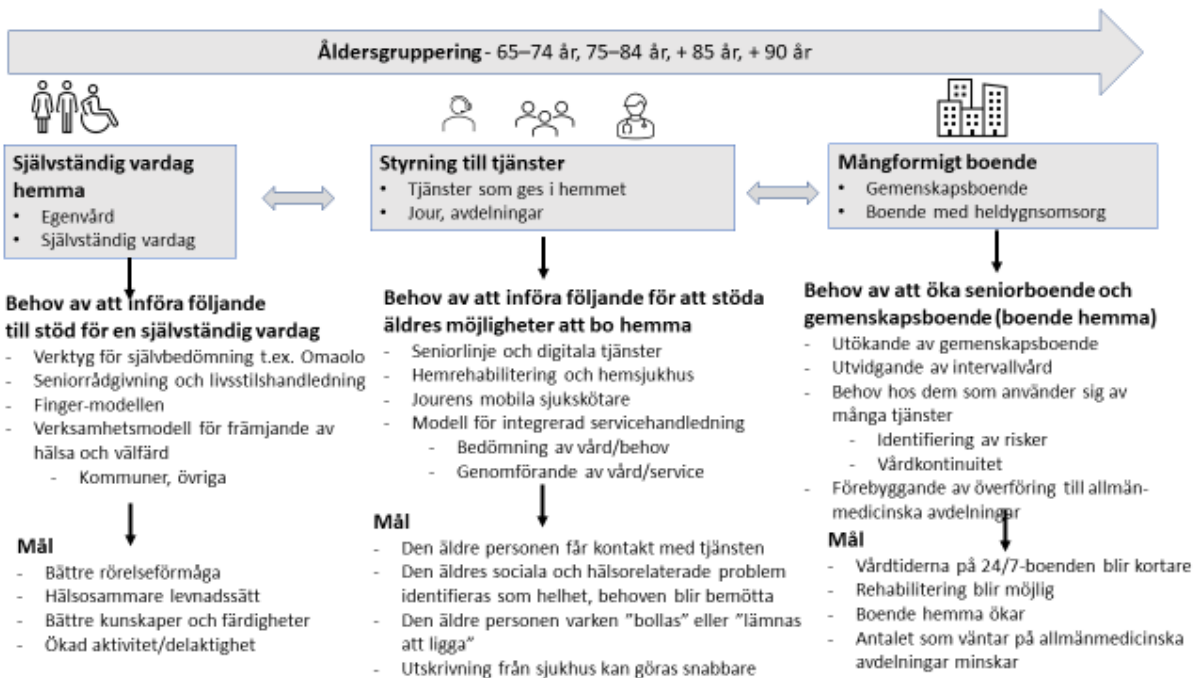 Åldersgruppering - 65–74 år, 75–84 år, + 85 år, + 90 år
Självständig vardag
hemma
• Egenvård
• Självständig vardag
Behov av att införa följande
till stöd för en självständig vardag
- Verktyg för självbedömning t.ex. Omaolo
- Seniorrådgivning och livsstilshandledning
- Finger-modellen
- Verksamhetsmodell för främjande av
hälsa och välfärd
- Kommuner, övriga
Mål
- Bättre rörelseförmåga
- Hälsosammare levnadssätt
- Bättre kunskaper och färdigheter
- Ökad aktivitet/delaktighet
Styrning till tjänster
• Tjänster som ges i hemmet
• Jour, avdelningar
Behov av att införa följande för att stöda
äldres möjligheter att bo hemma
- Seniorlinje och digitala tjänster
- Hemrehabilitering och hemsjukhus
- Jourens mobila sjukskötare
- Modell för integrerad servicehandledning
- Bedömning av vård/behov
- Genomförande av vård/service
Mål
- Den äldre personen får kontakt med tjänsten
- Den äldres sociala och hälsorelaterade problem
identifieras som helhet, behoven blir bemötta
- Den äldre personen varken ”bollas” eller ”lämnas
att ligga”
- Utskrivning från sjukhus kan göras snabbare
Mångformigt boende
• Gemenskapsboende
• Boende med heldygnsomsorg
Behov av att öka seniorboende och
gemenskapsboende (boende hemma)
- Utökande av gemenskapsboende
- Utvidgande av intervallvård
- Behov hos dem som använder sig av
många tjänster
- Identifiering av risker
- Vårdkontinuitet
- Förebyggande av överföring till allmän-
medicinska avdelningar
Mål
- Vårdtiderna på 24/7-boenden blir kortare
- Rehabilitering blir möjlig
- Boende hemma ökar
- Antalet som väntar på allmänmedicinska
avdelningar minskar